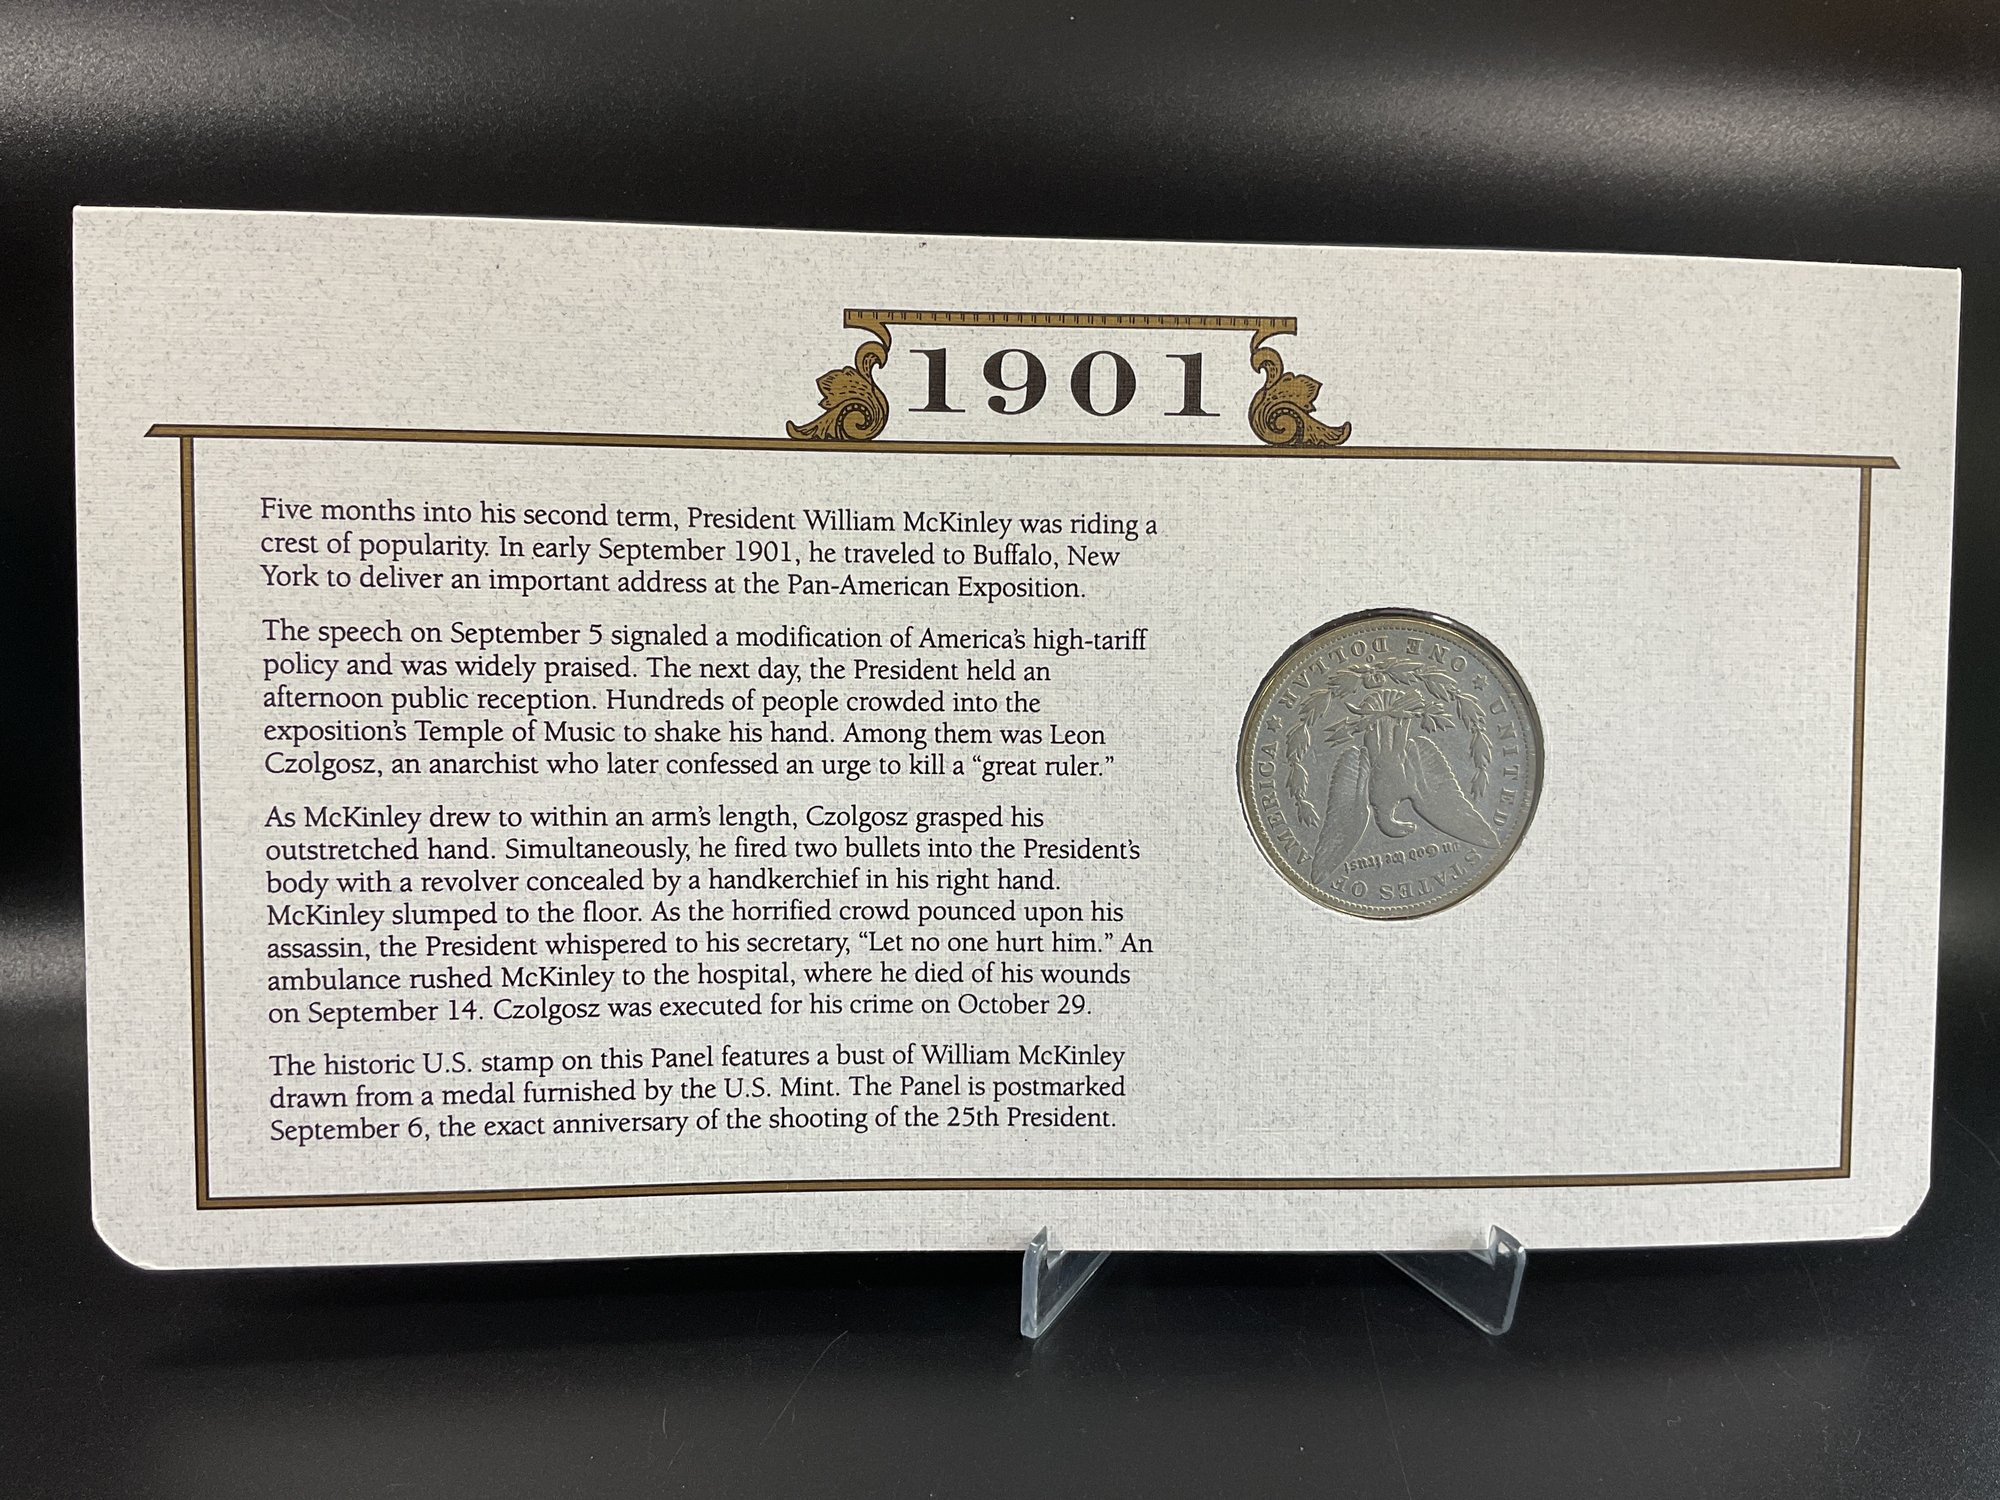 1901
Five months into his second term, President William McKinley was riding a
crest of popularity. In early September 1901, he traveled to Buffalo, New
York to deliver an important address at the Pan-American Exposition.
The speech on September 5 signaled a modification of America's high-tariff
policy and was widely praised. The next day, the President held an
afternoon public reception. Hundreds of people crowded into the
exposition's Temple of Music to shake his hand. Among them was Leon
Czolgosz, an anarchist who later confessed an urge to kill a “great ruler.”
As McKinley drew to within an arm's length, Czolgosz grasped his
outstretched hand. Simultaneously, he fired two bullets into the President's
body with a revolver concealed by a handkerchief in his right hand.
McKinley slumped to the floor. As the horrified crowd pounced upon his
assassin, the President whispered to his secretary, “Let no one hurt him.” An
ambulance rushed McKinley to the hospital, where he died of his wounds
on September 14. Czolgosz was executed for his crime on October 29.
The historic U.S. stamp on this Panel features a bust of William McKinley
drawn from a medal furnished by the U.S. Mint. The Panel is postmarked
September 6, the exact anniversary of the shooting of the 25th President.
UNITED STATES OF AMERICA
In God we trust
ONE DOLLAR
O